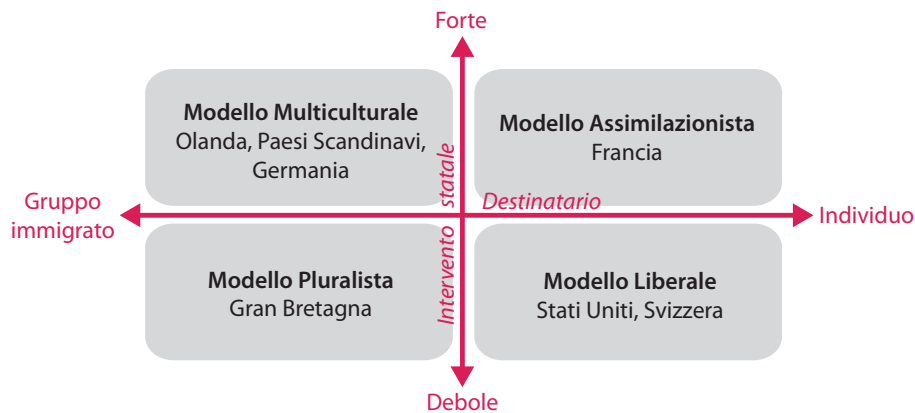 Forte
Modello Multiculturale
Olanda, Paesi Scandinavi,
Germania
Modello Assimilazionista
Francia
Gruppo
immigrato
Intervento statale
Destinatario
Individuo
Modello Pluralista
Gran Bretagna
Modello Liberale
Stati Uniti, Svizzera
Debole